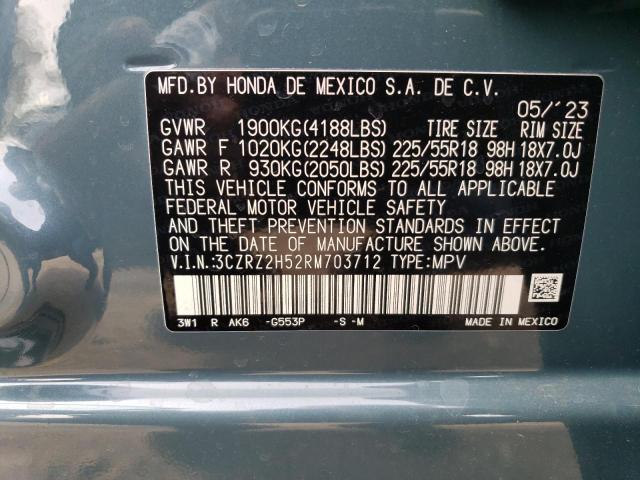 MFD.BY HONDA DE MEXICO S.A. DE C.V.
05/'23
GVWR 1900KG(4188LBS) TIRE SIZE RIM SIZE
GAWR F 1020KG(2248LBS) 225/55R18 98H 18X7.0J
GAWR R 930KG(2050LBS) 225/55R18 98H 18X7.0J
THIS VEHICLE CONFORMS TO ALL APPLICABLE
FEDERAL MOTOR VEHICLE SAFETY
AND THEFT PREVENTION STANDARDS IN EFFECT
ON THE DATE OF MANUFACTURE SHOWN ABOVE.
V.I.N.:3CZRZ2H52RM703712 TYPE:MPV
3W1 R AK6 -G553P -S -M MADE IN MEXICO